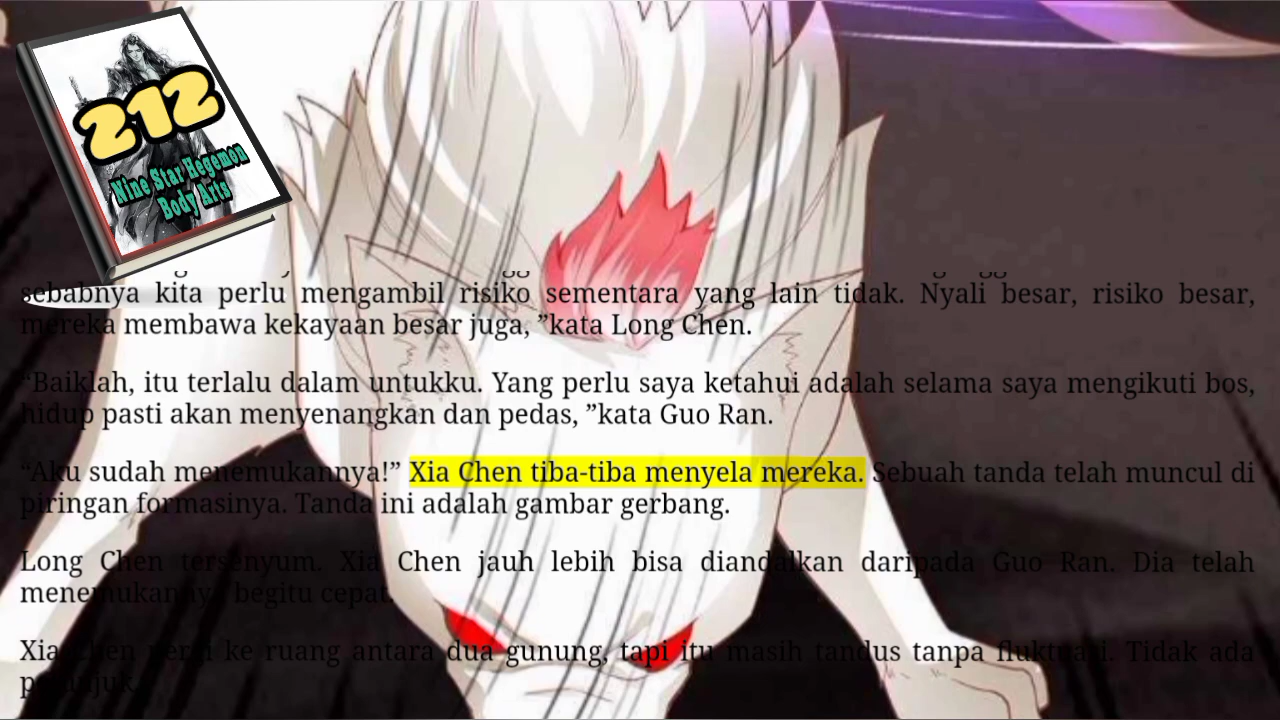 212
Nine Star Hegemon
Body Arts
sebabnya kita perlu mengambil risiko sementara yang lain tidak. Nyali besar, risiko besar,
mereka membawa kekayaan besar juga, ”kata Long Chen.
“Baiklah, itu terlalu dalam untukku. Yang perlu saya ketahui adalah selama saya mengikuti bos,
hidup pasti akan menyenangkan dan pedas, ”kata Guo Ran.
“Aku sudah menemukannya!” Xia Chen tiba-tiba menyela mereka. Sebuah tanda telah muncul di
piringan formasinya. Tanda ini adalah gambar gerbang.
Long Chen tersenyum. Xia Chen jauh lebih bisa diandalkan daripada Guo Ran. Dia telah
menemukannya begitu cepat.
Xia Chen pergi ke ruang antara dua gunung, tapi itu masih tandus tanpa fluktuasi. Tidak ada
petunjuk.